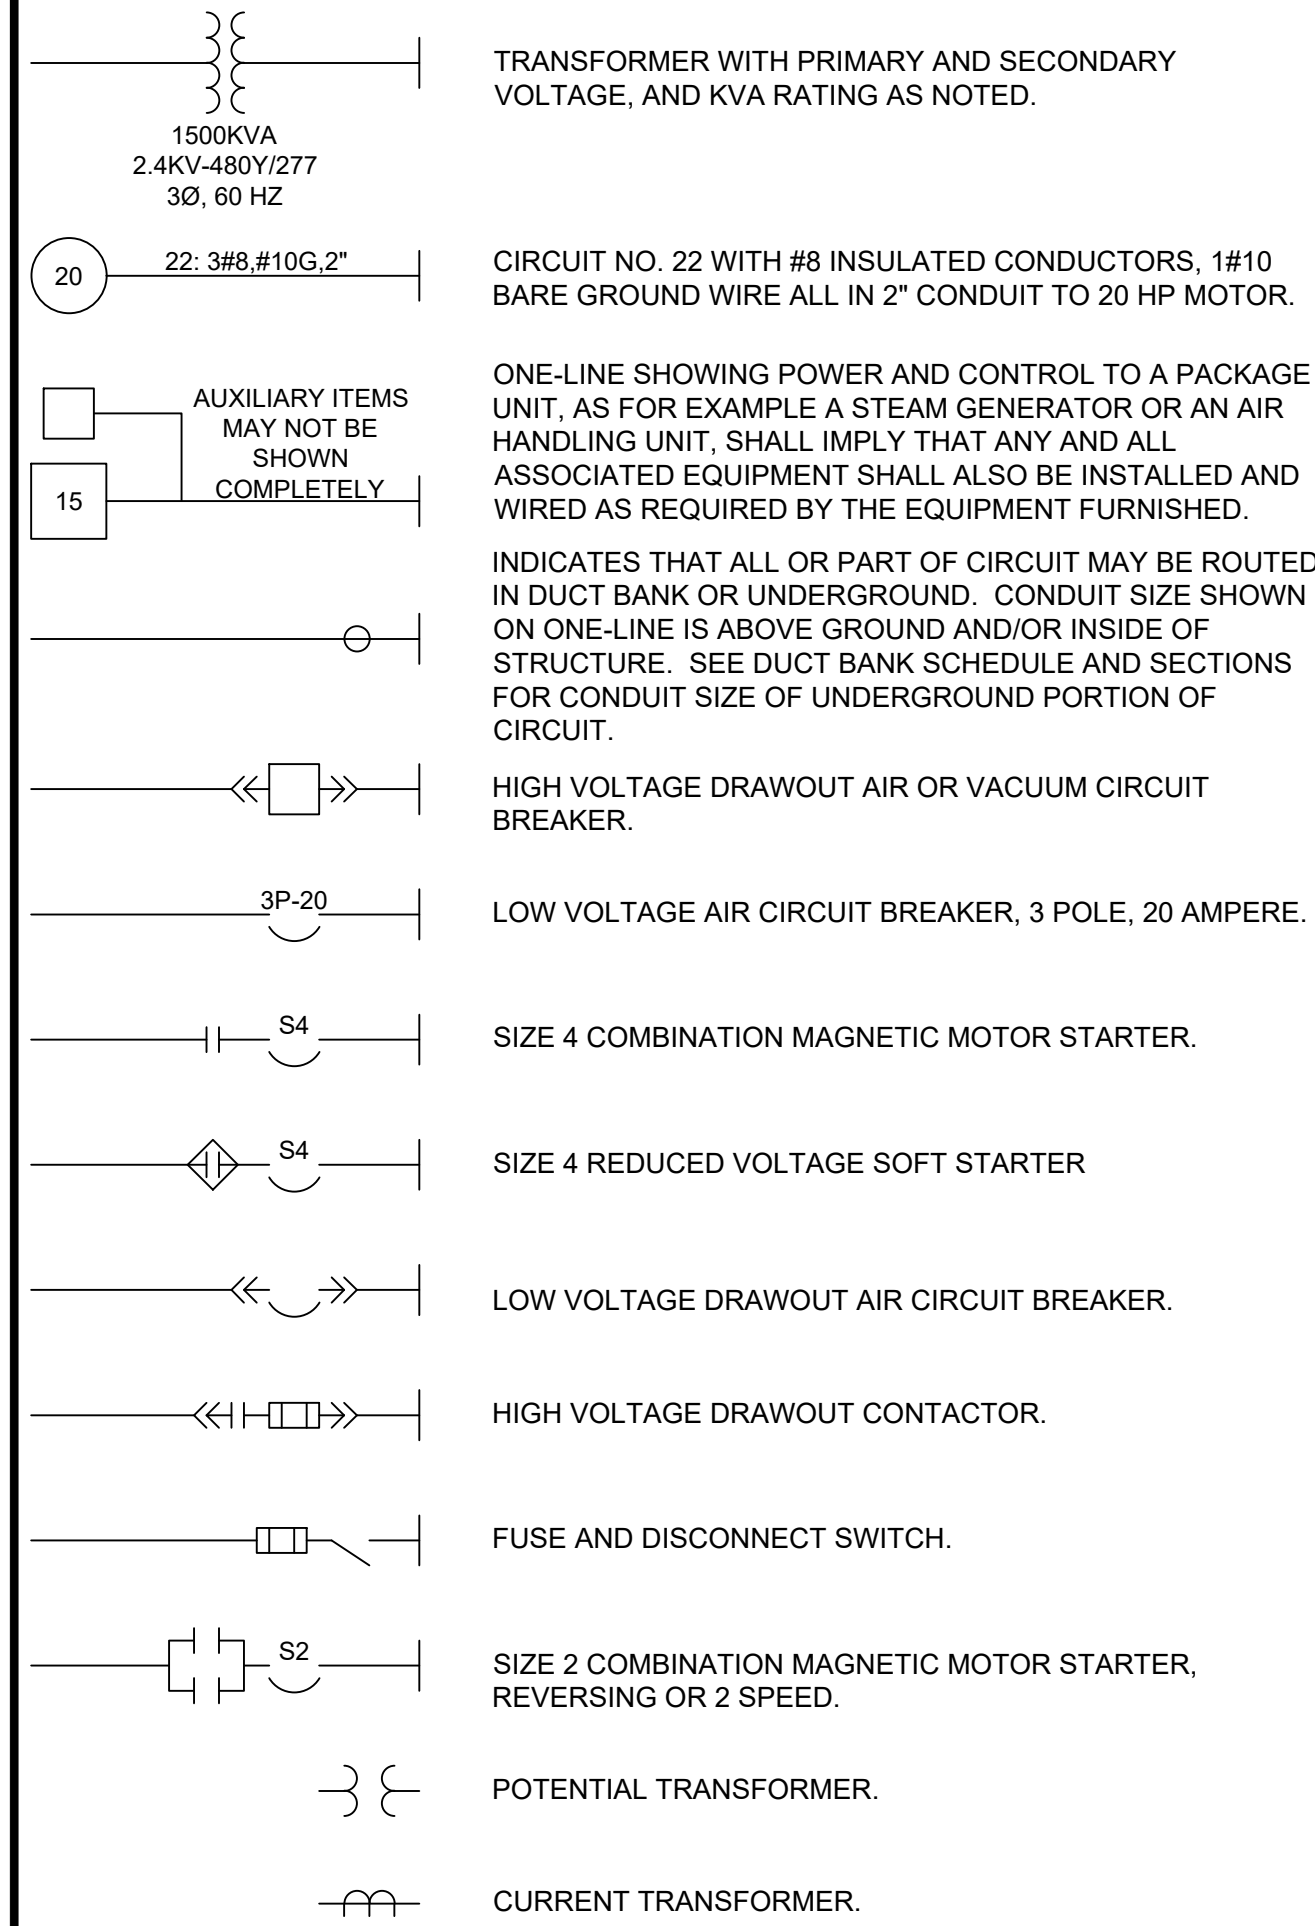 TRANSFORMER WITH PRIMARY AND SECONDARY
VOLTAGE, AND KVA RATING AS NOTED.
1500KVA
2.4KV-480Y/277
3Ø, 60 HZ
20
22: 3#8,#10G,2"
CIRCUIT NO. 22 WITH #8 INSULATED CONDUCTORS, 1#10
BARE GROUND WIRE ALL IN 2" CONDUIT TO 20 HP MOTOR.
AUXILIARY ITEMS
MAY NOT BE
SHOWN
COMPLETELY
15
ONE-LINE SHOWING POWER AND CONTROL TO A PACKAGE
UNIT, AS FOR EXAMPLE A STEAM GENERATOR OR AN AIR
HANDLING UNIT, SHALL IMPLY THAT ANY AND ALL
ASSOCIATED EQUIPMENT SHALL ALSO BE INSTALLED AND
WIRED AS REQUIRED BY THE EQUIPMENT FURNISHED.
INDICATES THAT ALL OR PART OF CIRCUIT MAY BE ROUTED
IN DUCT BANK OR UNDERGROUND. CONDUIT SIZE SHOWN
ON ONE-LINE IS ABOVE GROUND AND/OR INSIDE OF
STRUCTURE. SEE DUCT BANK SCHEDULE AND SECTIONS
FOR CONDUIT SIZE OF UNDERGROUND PORTION OF
CIRCUIT.
HIGH VOLTAGE DRAWOUT AIR OR VACUUM CIRCUIT
BREAKER.
3P-20
LOW VOLTAGE AIR CIRCUIT BREAKER, 3 POLE, 20 AMPERE.
S4
SIZE 4 COMBINATION MAGNETIC MOTOR STARTER.
S4
SIZE 4 REDUCED VOLTAGE SOFT STARTER
LOW VOLTAGE DRAWOUT AIR CIRCUIT BREAKER.
HIGH VOLTAGE DRAWOUT CONTACTOR.
FUSE AND DISCONNECT SWITCH.
S2
SIZE 2 COMBINATION MAGNETIC MOTOR STARTER,
REVERSING OR 2 SPEED.
POTENTIAL TRANSFORMER.
CURRENT TRANSFORMER.